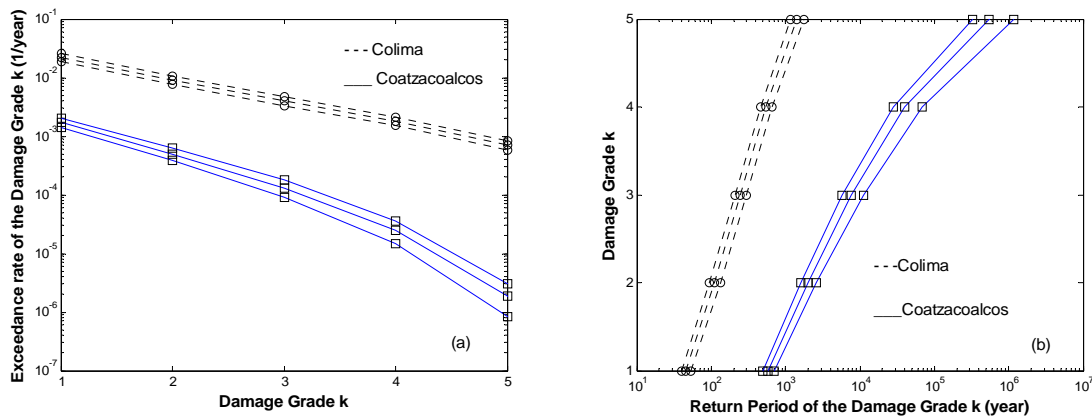 Exceedance rate of the Damage Grade k (1/year)
10^-1
10^-2
10^-3
10^-4
10^-5
10^-6
10^-7
1 2 3 4 5
Damage Grade k
--- Colima
___ Coatzacoalcos
(a)
Damage Grade k
5
4
3
2
1
10^1 10^2 10^3 10^4 10^5 10^6 10^7
Return Period of the Damage Grade k (year)
---Colima
___Coatzacoalcos
(b)